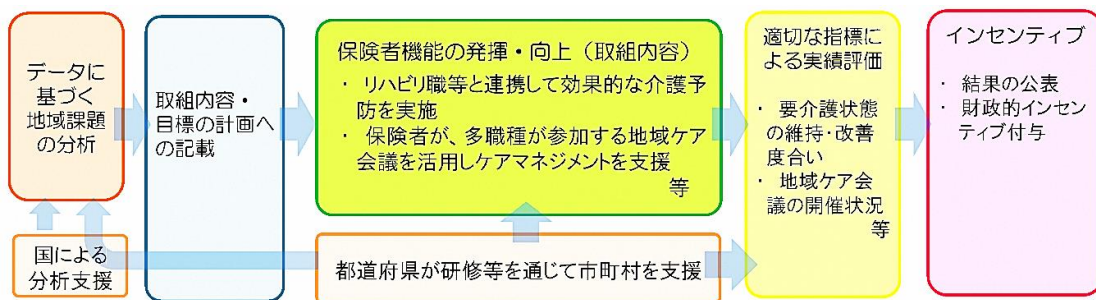 データに
基づく
地域課題
の分析
国による
分析支援
取組内容・
目標の計画へ
の記載
保険者機能の発揮・向上（取組内容）
・ リハビリ職等と連携して効果的な介護予
防を実施
・ 保険者が、多職種が参加する地域ケア
会議を活用しケアマネジメントを支援
等
都道府県が研修等を通じて市町村を支援
適切な指標に
よる実績評価
・ 要介護状態
の維持・改善
度合い
・ 地域ケア会
議の開催状況
等
インセンティブ
・ 結果の公表
・ 財政的インセン
ティブ付与